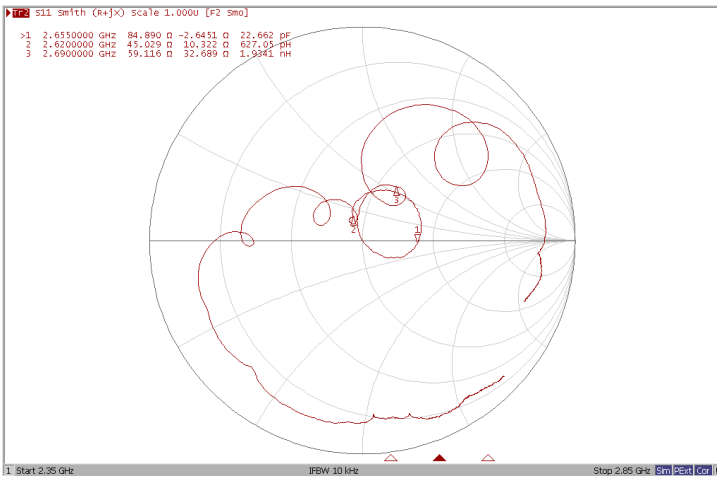 Tr2 S11 Smith (R+jX) Scale 1.000U [F2 Smo]
>1 2.6550000 GHz 84.890 Ω -2.6451 Ω 22.662 pF
2 2.6200000 GHz 45.029 Ω 10.322 Ω 627.05 pH
3 2.6900000 GHz 59.116 Ω 32.689 Ω 1.9341 nH
3
1
2
1 Start 2.35 GHz IFBW 10 kHz Stop 2.85 GHz Sim PExt Cor